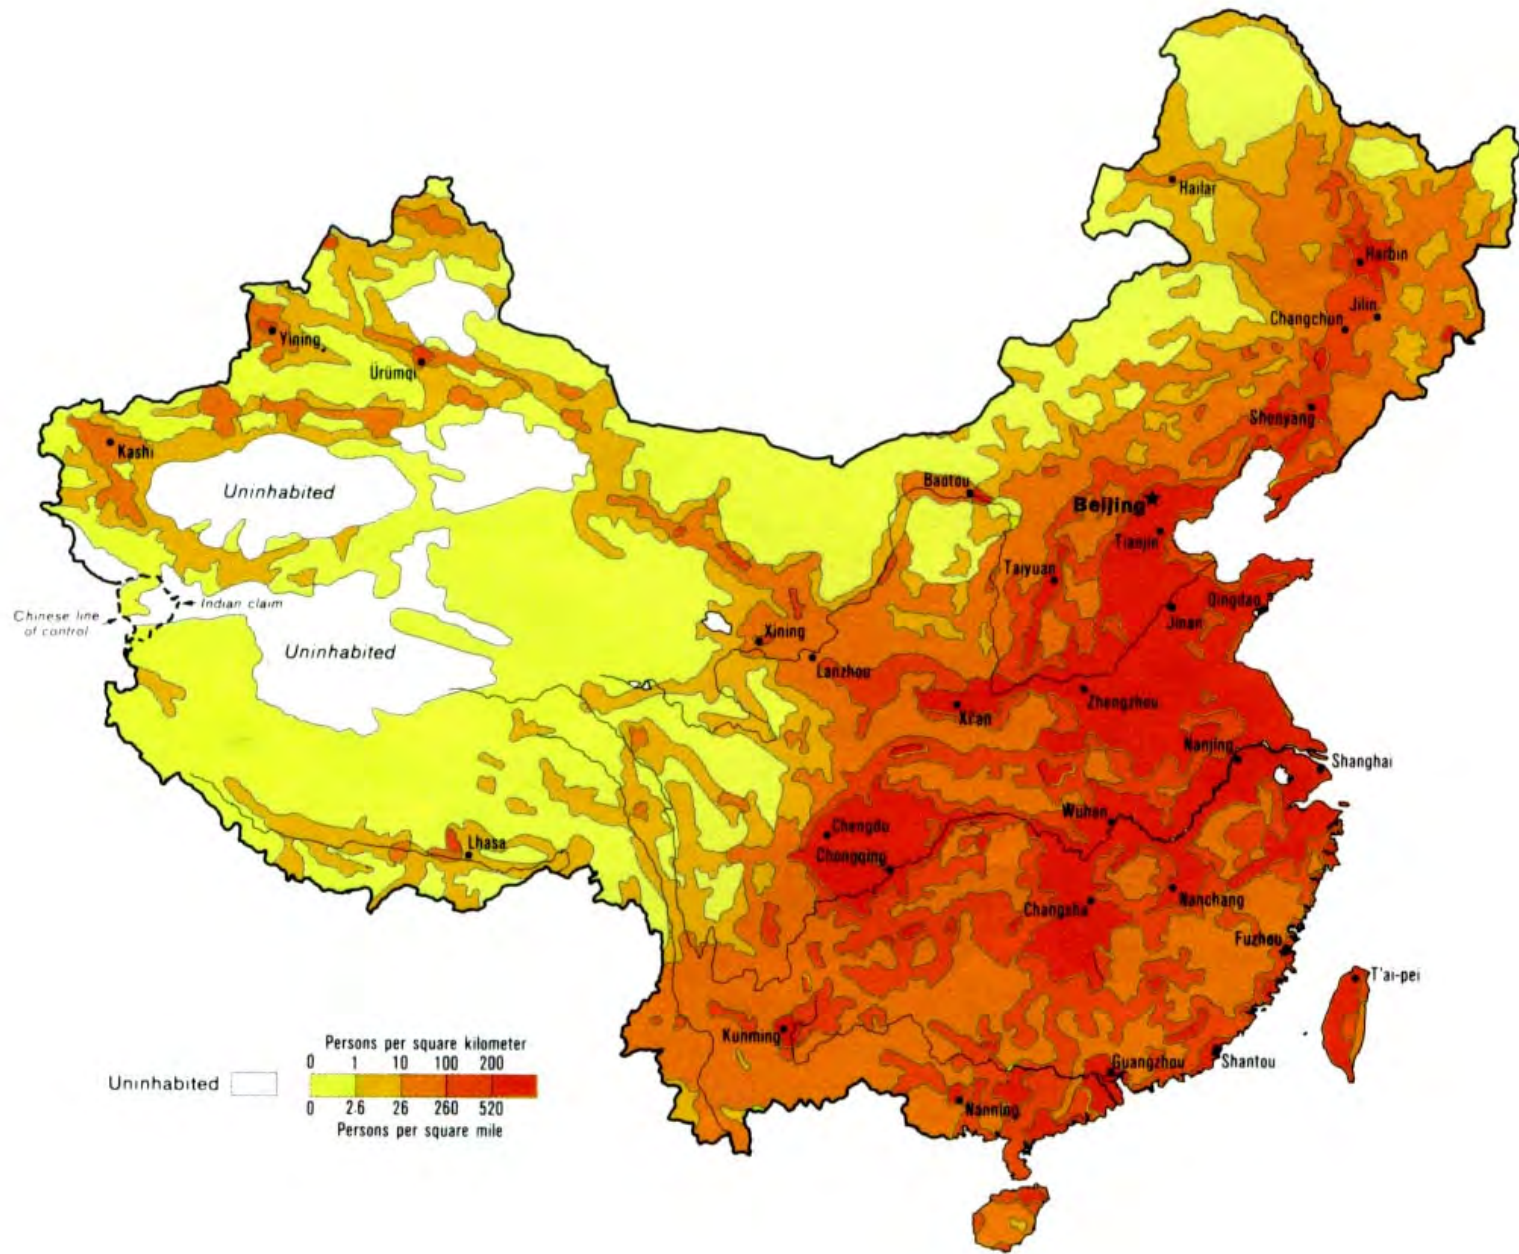 Hailar
Harbin
Jilin
Changchun
Yining
Ürümqi
Shenyang
Kashi
Baotou
Uninhabited
Beijing
Tianjin
Taiyuan
Chinese line
of control
Indian claim
Qingdao
Jinan
Xining
Uninhabited
Lanzhou
Zhengzhou
Xi'an
Nanjing
Shanghai
Wuhan
Chengdu
Lhasa
Chongqing
Nanchang
Changsha
Fuzhou
T'ai-pei
Kunming
Persons per square kilometer
0 1 10 100 200
Uninhabited
0 2.6 26 260 520
Persons per square mile
Guangzhou
Shantou
Nanning